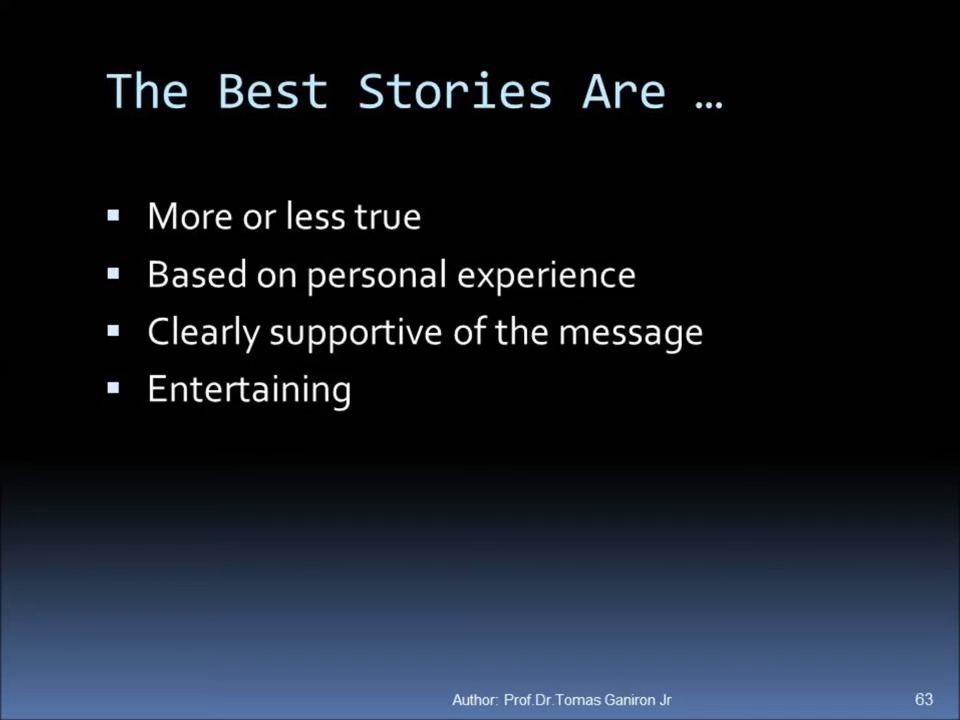 The Best Stories Are …
▪ More or less true
▪ Based on personal experience
▪ Clearly supportive of the message
▪ Entertaining
Author: Prof.Dr.Tomas Ganiron Jr
63